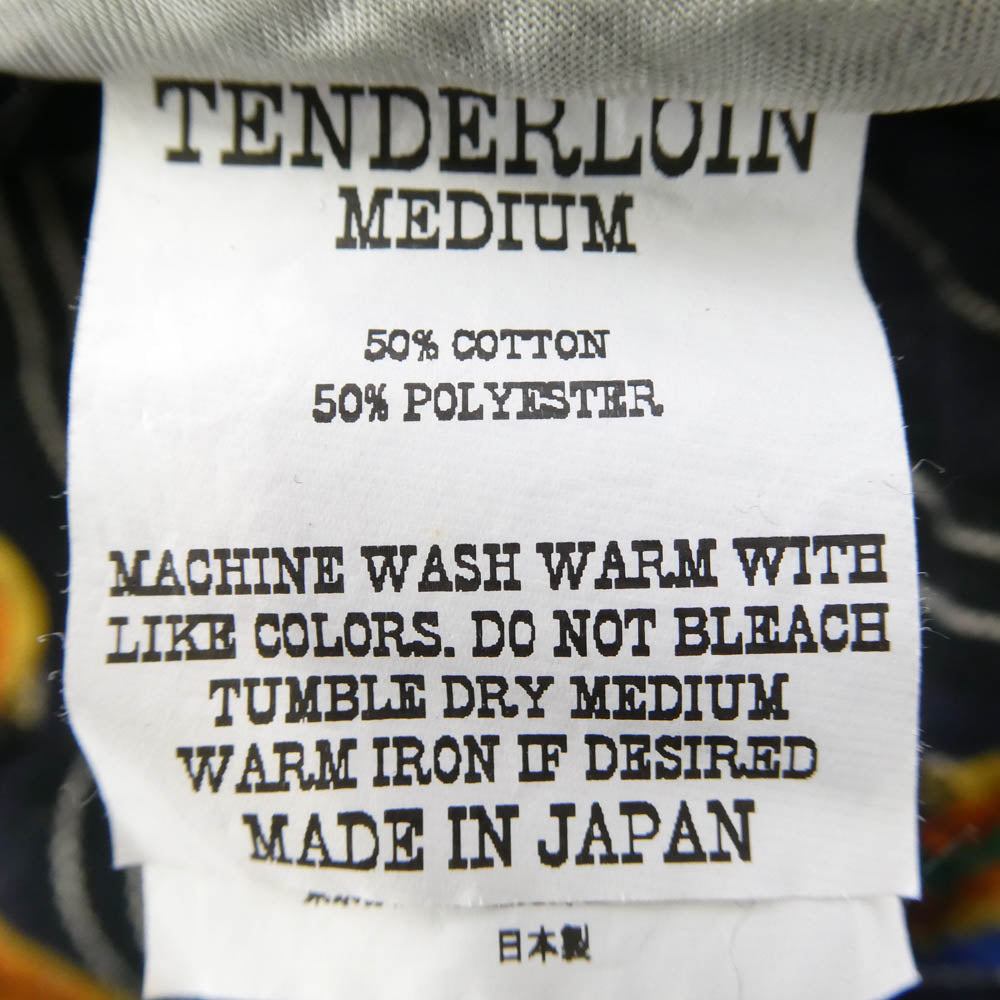 TENDERLOIN
MEDIUM
50% COTTON
50% POLYESTER
MACHINE WASH WARM WITH
LIKE COLORS. DO NOT BLEACH
TUMBLE DRY MEDIUM
WARM IRON IF DESIRED
MADE IN JAPAN
日本製